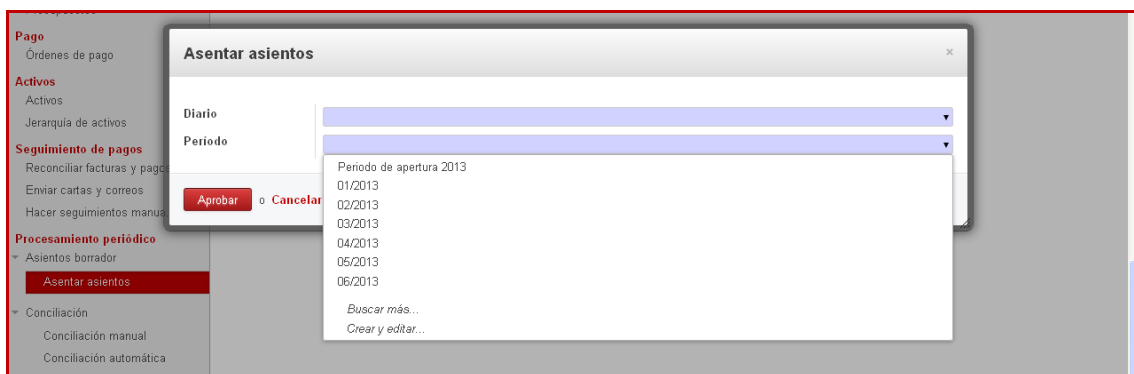 Pago
Órdenes de pago
Activos
Activos
Jerarquía de activos
Seguimiento de pagos
Reconciliar facturas y pagos
Enviar cartas y correos
Hacer seguimientos manua
Procesamiento periódico
Asientos borrador
Asentar asientos
Conciliación
Conciliación manual
Conciliación automática
Asentar asientos
×
Diario
Período
Periodo de apertura 2013
01/2013
02/2013
03/2013
04/2013
05/2013
06/2013
Buscar más...
Crear y editar...
Aprobar o Cancelar